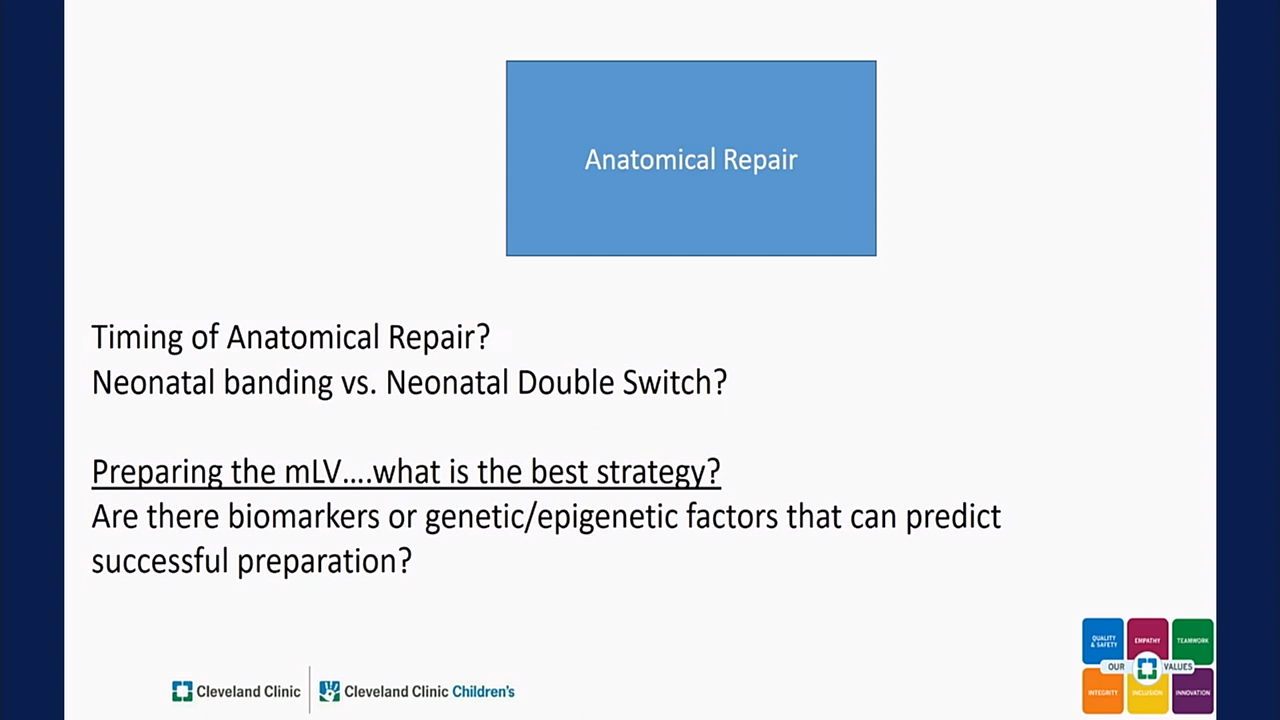 Anatomical Repair
Timing of Anatomical Repair?
Neonatal banding vs. Neonatal Double Switch?
Preparing the mLV....what is the best strategy?
Are there biomarkers or genetic/epigenetic factors that can predict
successful preparation?
Cleveland Clinic
Cleveland Clinic Children's
QUALITY
& SAFETY
EMPATHY
TEAMWORK
OUR
VALUES
INTEGRITY
INCLUSION
INNOVATION